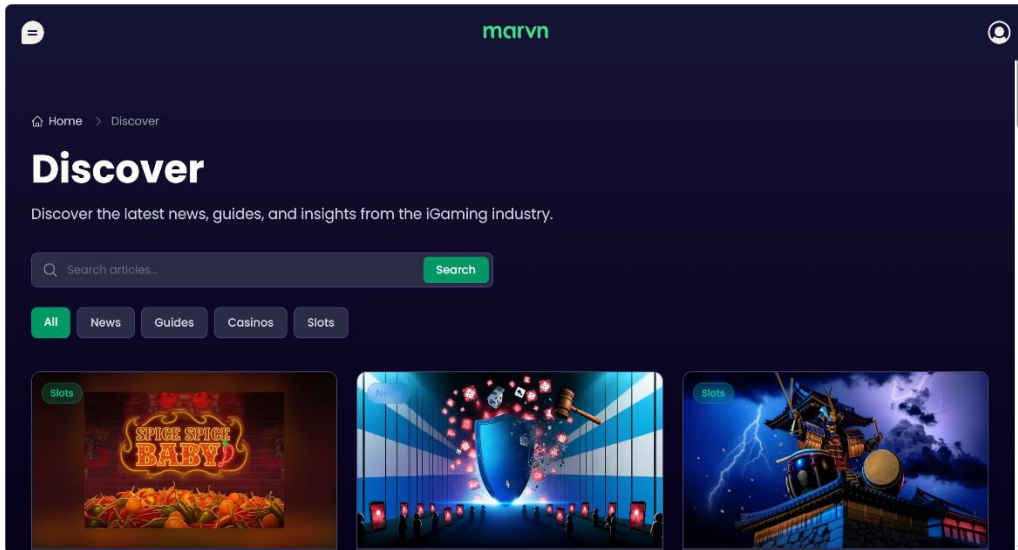 marvn
Home > Discover
Discover
Discover the latest news, guides, and insights from the iGaming industry.
Search articles...
Search
All
News
Guides
Casinos
Slots
Slots
News
Slots
SPICE SPICE
BABY